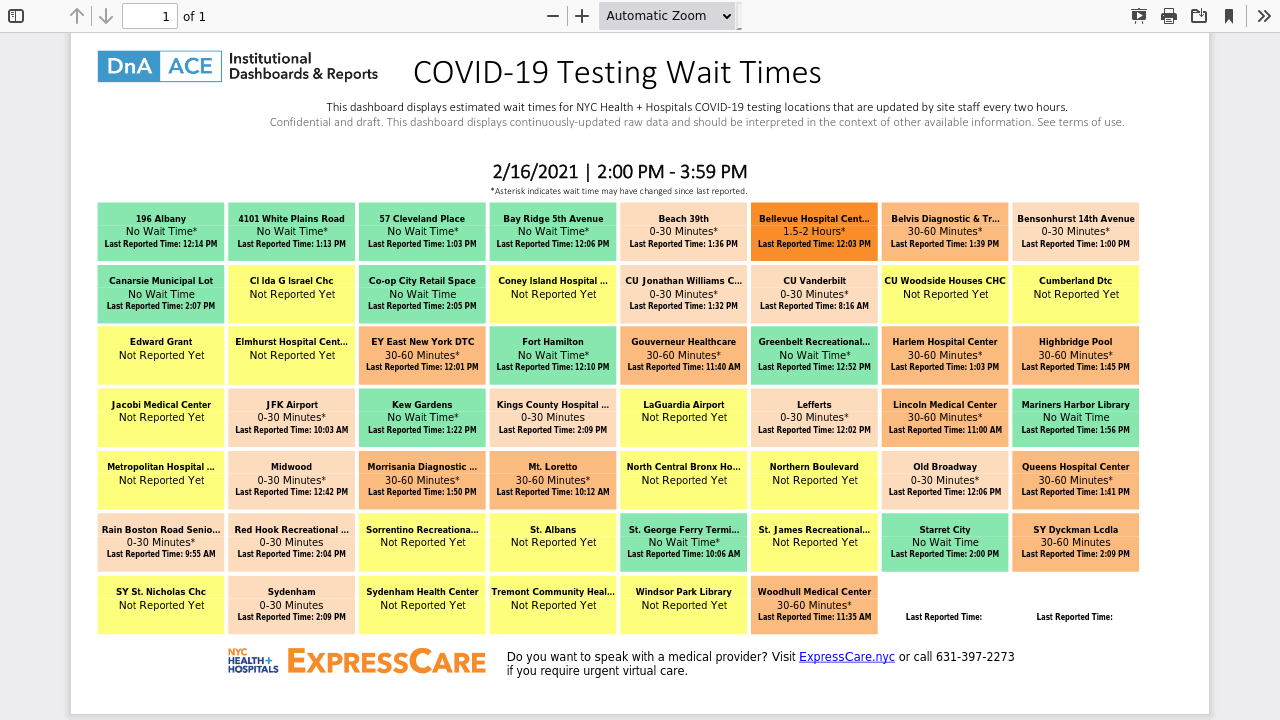 1 of 1
Automatic Zoom
DnA ACE Institutional Dashboards & Reports
COVID-19 Testing Wait Times
This dashboard displays estimated wait times for NYC Health + Hospitals COVID-19 testing locations that are updated by site staff every two hours.
Confidential and draft. This dashboard displays continuously-updated raw data and should be interpreted in the context of other available information. See terms of use.
2/16/2021 | 2:00 PM - 3:59 PM
*Asterisk indicates wait time may have changed since last reported.
196 Albany
No Wait Time*
Last Reported Time: 12:14 PM
4101 White Plains Road
No Wait Time*
Last Reported Time: 1:13 PM
57 Cleveland Place
No Wait Time*
Last Reported Time: 1:03 PM
Bay Ridge 5th Avenue
No Wait Time*
Last Reported Time: 12:06 PM
Beach 39th
0-30 Minutes*
Last Reported Time: 1:36 PM
Bellevue Hospital Cent...
1.5-2 Hours*
Last Reported Time: 12:03 PM
Belvis Diagnostic & Tr...
30-60 Minutes*
Last Reported Time: 1:39 PM
Bensonhurst 14th Avenue
0-30 Minutes*
Last Reported Time: 1:00 PM
Canarsie Municipal Lot
No Wait Time
Last Reported Time: 2:07 PM
CI Ida G Israel Chc
Not Reported Yet
Co-op City Retail Space
No Wait Time
Last Reported Time: 2:05 PM
Coney Island Hospital ...
Not Reported Yet
CU Jonathan Williams C...
0-30 Minutes*
Last Reported Time: 1:32 PM
CU Vanderbilt
0-30 Minutes*
Last Reported Time: 8:16 AM
CU Woodside Houses CHC
Not Reported Yet
Cumberland Dtc
Not Reported Yet
Edward Grant
Not Reported Yet
Elmhurst Hospital Cent...
Not Reported Yet
EY East New York DTC
30-60 Minutes*
Last Reported Time: 12:01 PM
Fort Hamilton
No Wait Time*
Last Reported Time: 12:10 PM
Gouverneur Healthcare
30-60 Minutes*
Last Reported Time: 11:40 AM
Greenbelt Recreational...
No Wait Time*
Last Reported Time: 12:52 PM
Harlem Hospital Center
30-60 Minutes*
Last Reported Time: 1:03 PM
Highbridge Pool
30-60 Minutes*
Last Reported Time: 1:45 PM
Jacobi Medical Center
Not Reported Yet
JFK Airport
0-30 Minutes*
Last Reported Time: 10:03 AM
Kew Gardens
No Wait Time*
Last Reported Time: 1:22 PM
Kings County Hospital ...
0-30 Minutes
Last Reported Time: 2:09 PM
LaGuardia Airport
Not Reported Yet
Lefferts
0-30 Minutes*
Last Reported Time: 12:02 PM
Lincoln Medical Center
30-60 Minutes*
Last Reported Time: 11:00 AM
Mariners Harbor Library
No Wait Time
Last Reported Time: 1:56 PM
Metropolitan Hospital ...
Not Reported Yet
Midwood
0-30 Minutes*
Last Reported Time: 12:42 PM
Morrisania Diagnostic ...
30-60 Minutes*
Last Reported Time: 1:50 PM
Mt. Loretto
30-60 Minutes*
Last Reported Time: 10:12 AM
North Central Bronx Ho...
Not Reported Yet
Northern Boulevard
Not Reported Yet
Old Broadway
0-30 Minutes*
Last Reported Time: 12:06 PM
Queens Hospital Center
30-60 Minutes*
Last Reported Time: 1:41 PM
Rain Boston Road Senio...
0-30 Minutes*
Last Reported Time: 9:55 AM
Red Hook Recreational ...
0-30 Minutes
Last Reported Time: 2:04 PM
Sorrentino Recreationa...
Not Reported Yet
St. Albans
Not Reported Yet
St. George Ferry Termi...
No Wait Time*
Last Reported Time: 10:06 AM
St. James Recreational...
Not Reported Yet
Starret City
No Wait Time
Last Reported Time: 2:00 PM
SY Dyckman Lcdla
30-60 Minutes
Last Reported Time: 2:09 PM
SY St. Nicholas Chc
Not Reported Yet
Sydenham
0-30 Minutes
Last Reported Time: 2:09 PM
Sydenham Health Center
Not Reported Yet
Tremont Community Heal...
Not Reported Yet
Windsor Park Library
Not Reported Yet
Woodhull Medical Center
30-60 Minutes*
Last Reported Time: 11:35 AM
Last Reported Time:
Last Reported Time:
NYC
HEALTH+
HOSPITALS
EXPRESSCARE
Do you want to speak with a medical provider? Visit ExpressCare.nyc or call 631-397-2273
if you require urgent virtual care.